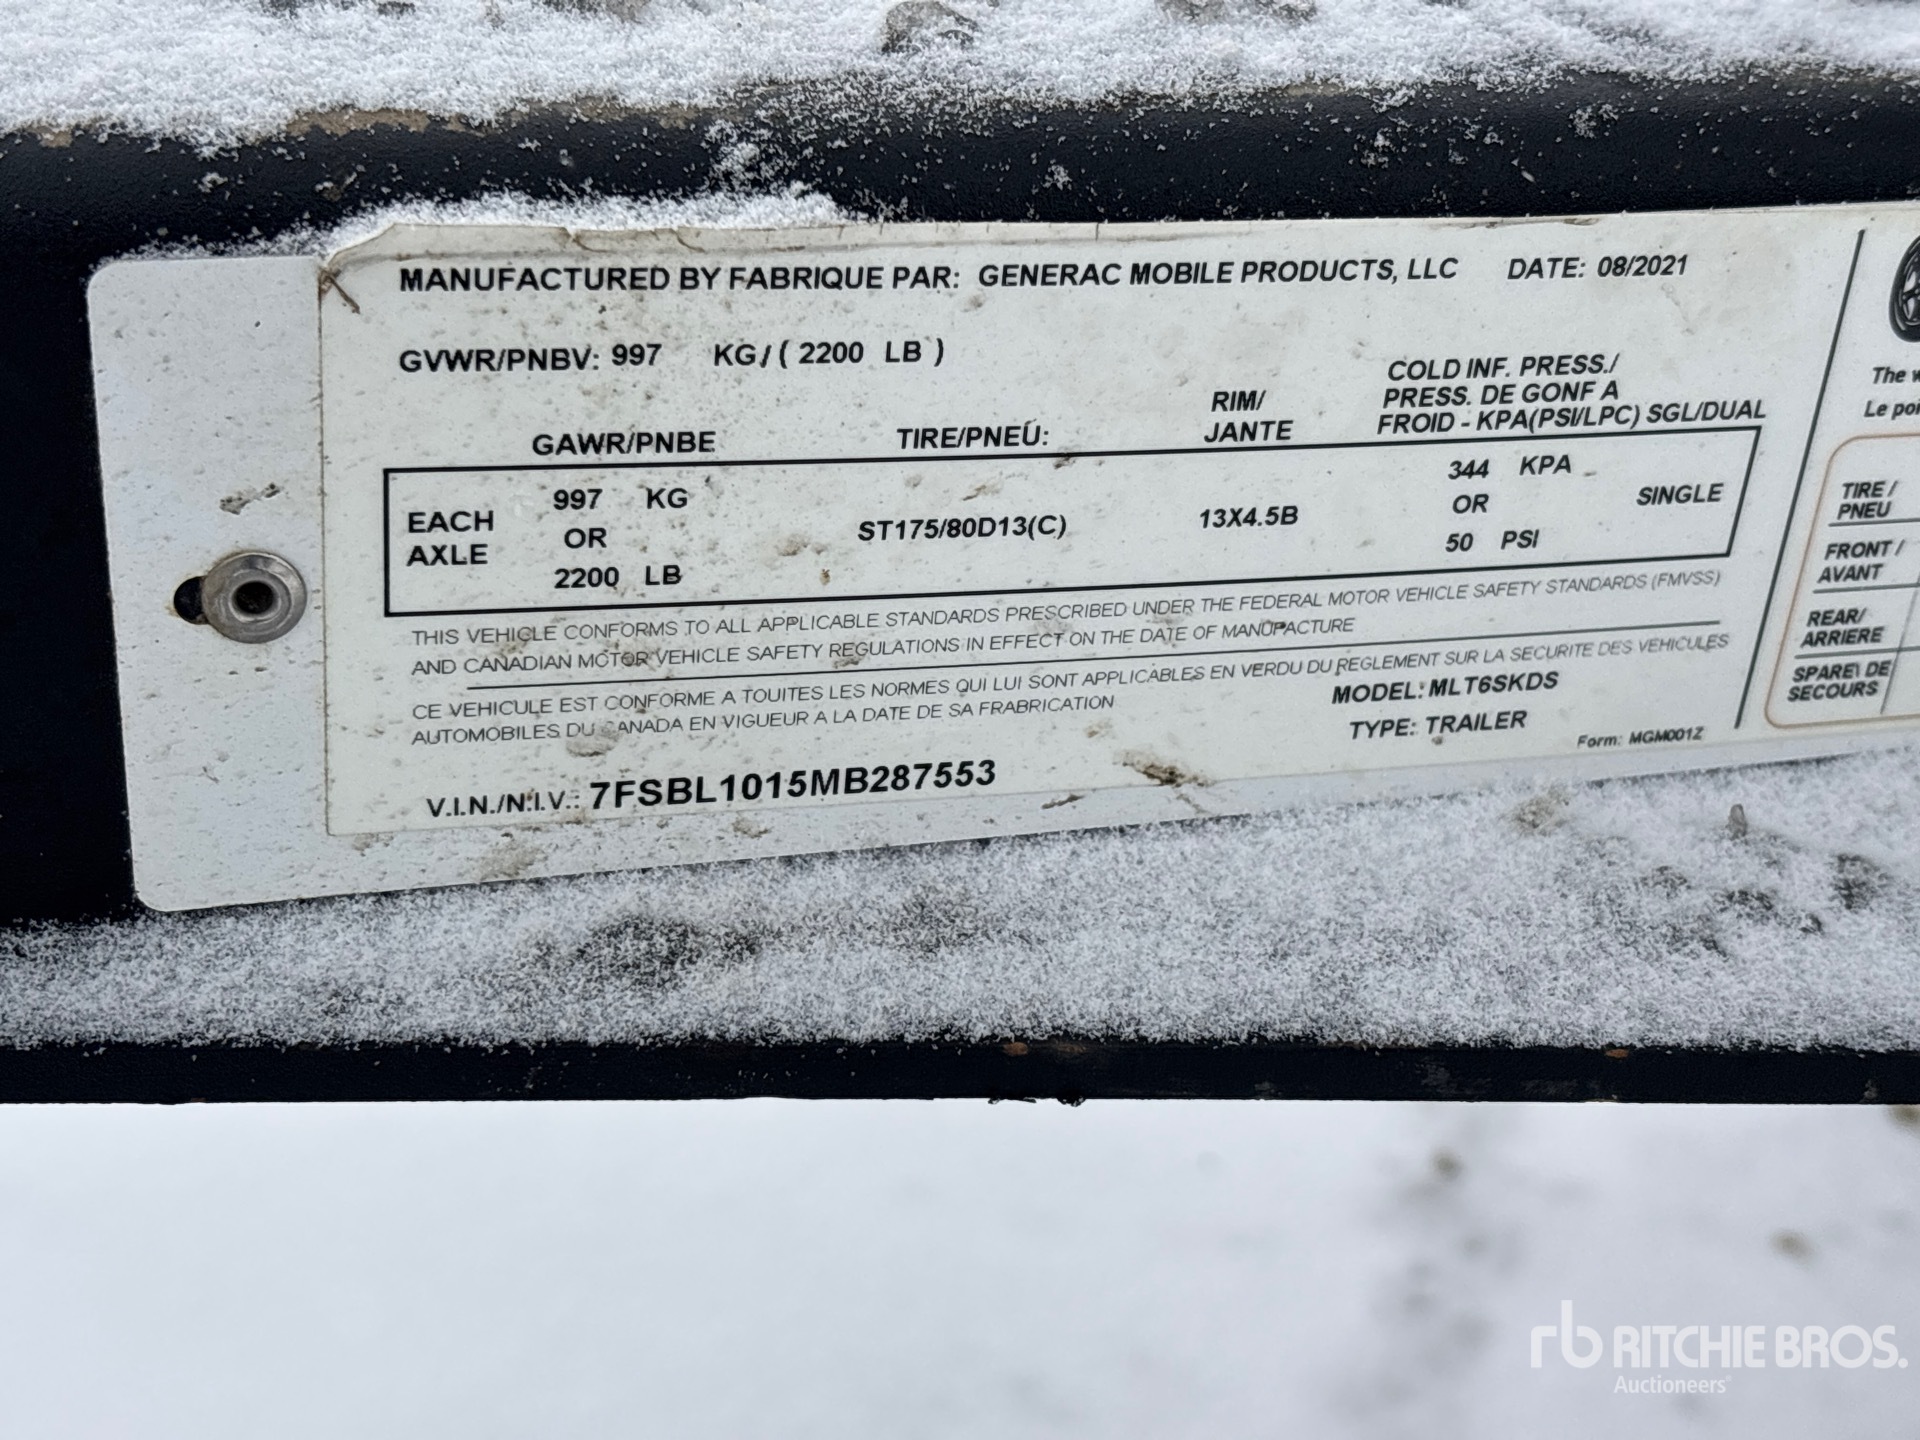 MANUFACTURED BY FABRIQUE PAR: GENERAC MOBILE PRODUCTS, LLC DATE: 08/2021
GVWR/PNBV: 997 KG / ( 2200 LB )
GAWR/PNBE
TIRE/PNEU:
RIM/
JANTE
COLD INF. PRESS./
PRESS. DE GONF A
FROID - KPA(PSI/LPC) SGL/DUAL
EACH
AXLE
997 KG
OR
2200 LB
ST175/80D13(C)
13X4.5B
344 KPA
OR
50 PSI
SINGLE
THIS VEHICLE CONFORMS TO ALL APPLICABLE STANDARDS PRESCRIBED UNDER THE FEDERAL MOTOR VEHICLE SAFETY STANDARDS (FMVSS)
AND CANADIAN MOTOR VEHICLE SAFETY REGULATIONS IN EFFECT ON THE DATE OF MANUFACTURE
CE VEHICULE EST CONFORME A TOUITES LES NORMES QUI LUI SONT APPLICABLES EN VERDU DU REGLEMENT SUR LA SECURITE DES VEHICULES
AUTOMOBILES DU CANADA EN VIGUEUR A LA DATE DE SA FRABRICATION
MODEL: MLT6SKDS
TYPE: TRAILER
Form: MGM001Z
V.I.N./N.I.V.: 7FSBL1015MB287553
The
Le
TIRE /
PNEU
FRONT /
AVANT
REAR/
ARRIERE
SPARE\ DE
SECOURS
rb RITCHIE BROS.
Auctioneers